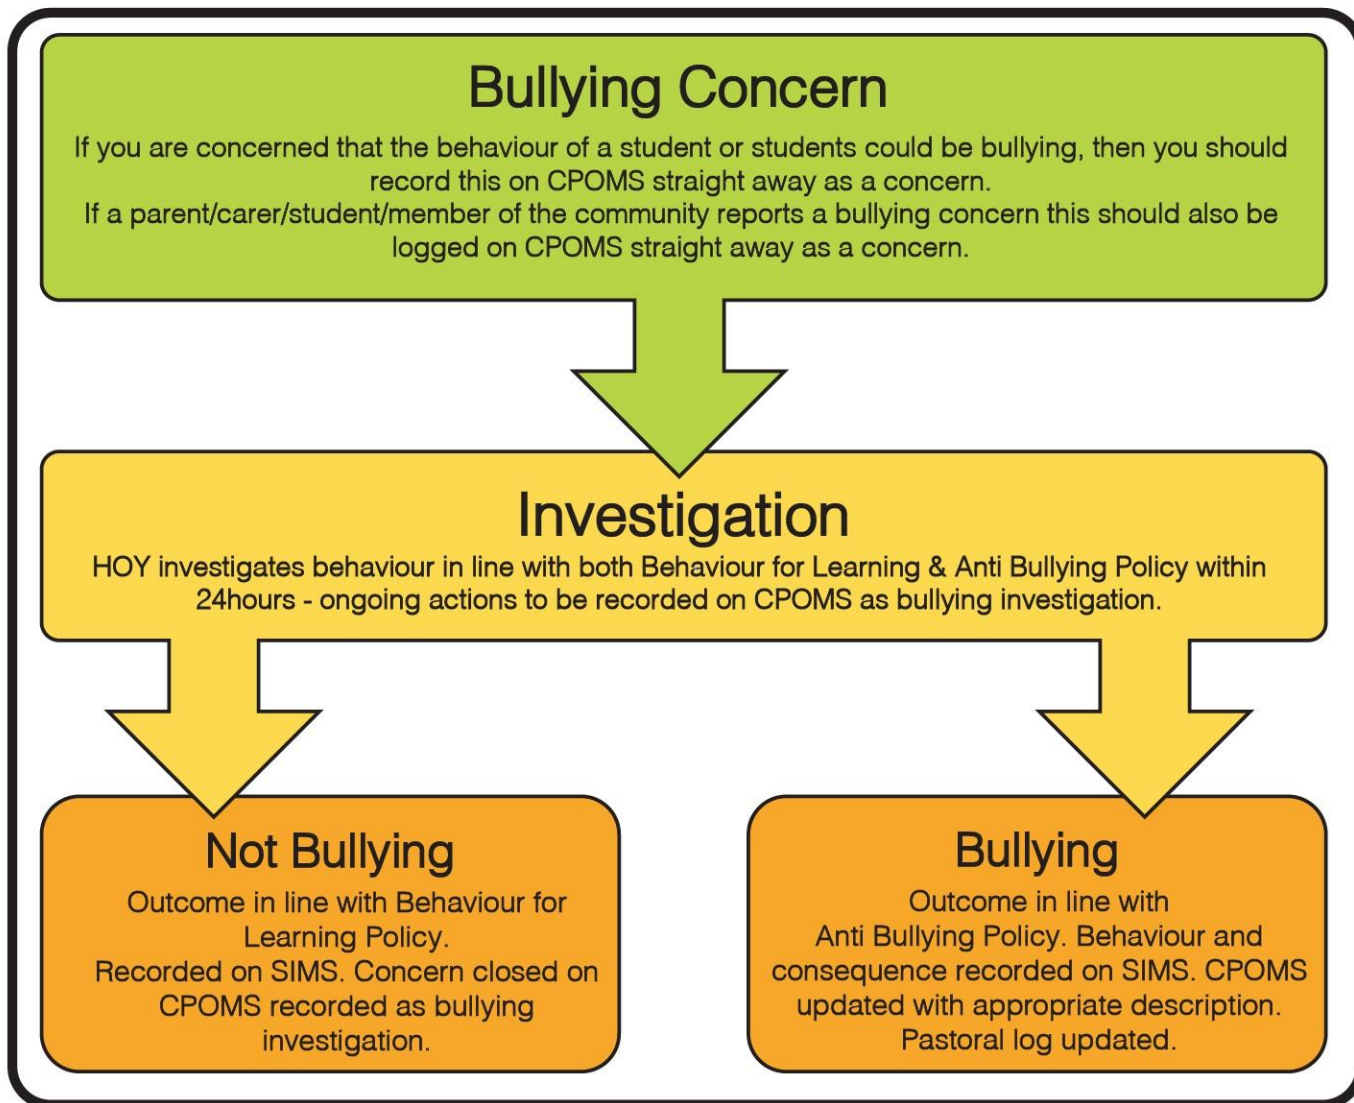 Bullying Concern
If you are concerned that the behaviour of a student or students could be bullying, then you should
record this on CPOMS straight away as a concern.
If a parent/carer/student/member of the community reports a bullying concern this should also be
logged on CPOMS straight away as a concern.
Investigation
HOY investigates behaviour in line with both Behaviour for Learning & Anti Bullying Policy within
24hours - ongoing actions to be recorded on CPOMS as bullying investigation.
Not Bullying
Outcome in line with Behaviour for
Learning Policy.
Recorded on SIMS. Concern closed on
CPOMS recorded as bullying
investigation.
Bullying
Outcome in line with
Anti Bullying Policy. Behaviour and
consequence recorded on SIMS. CPOMS
updated with appropriate description.
Pastoral log updated.